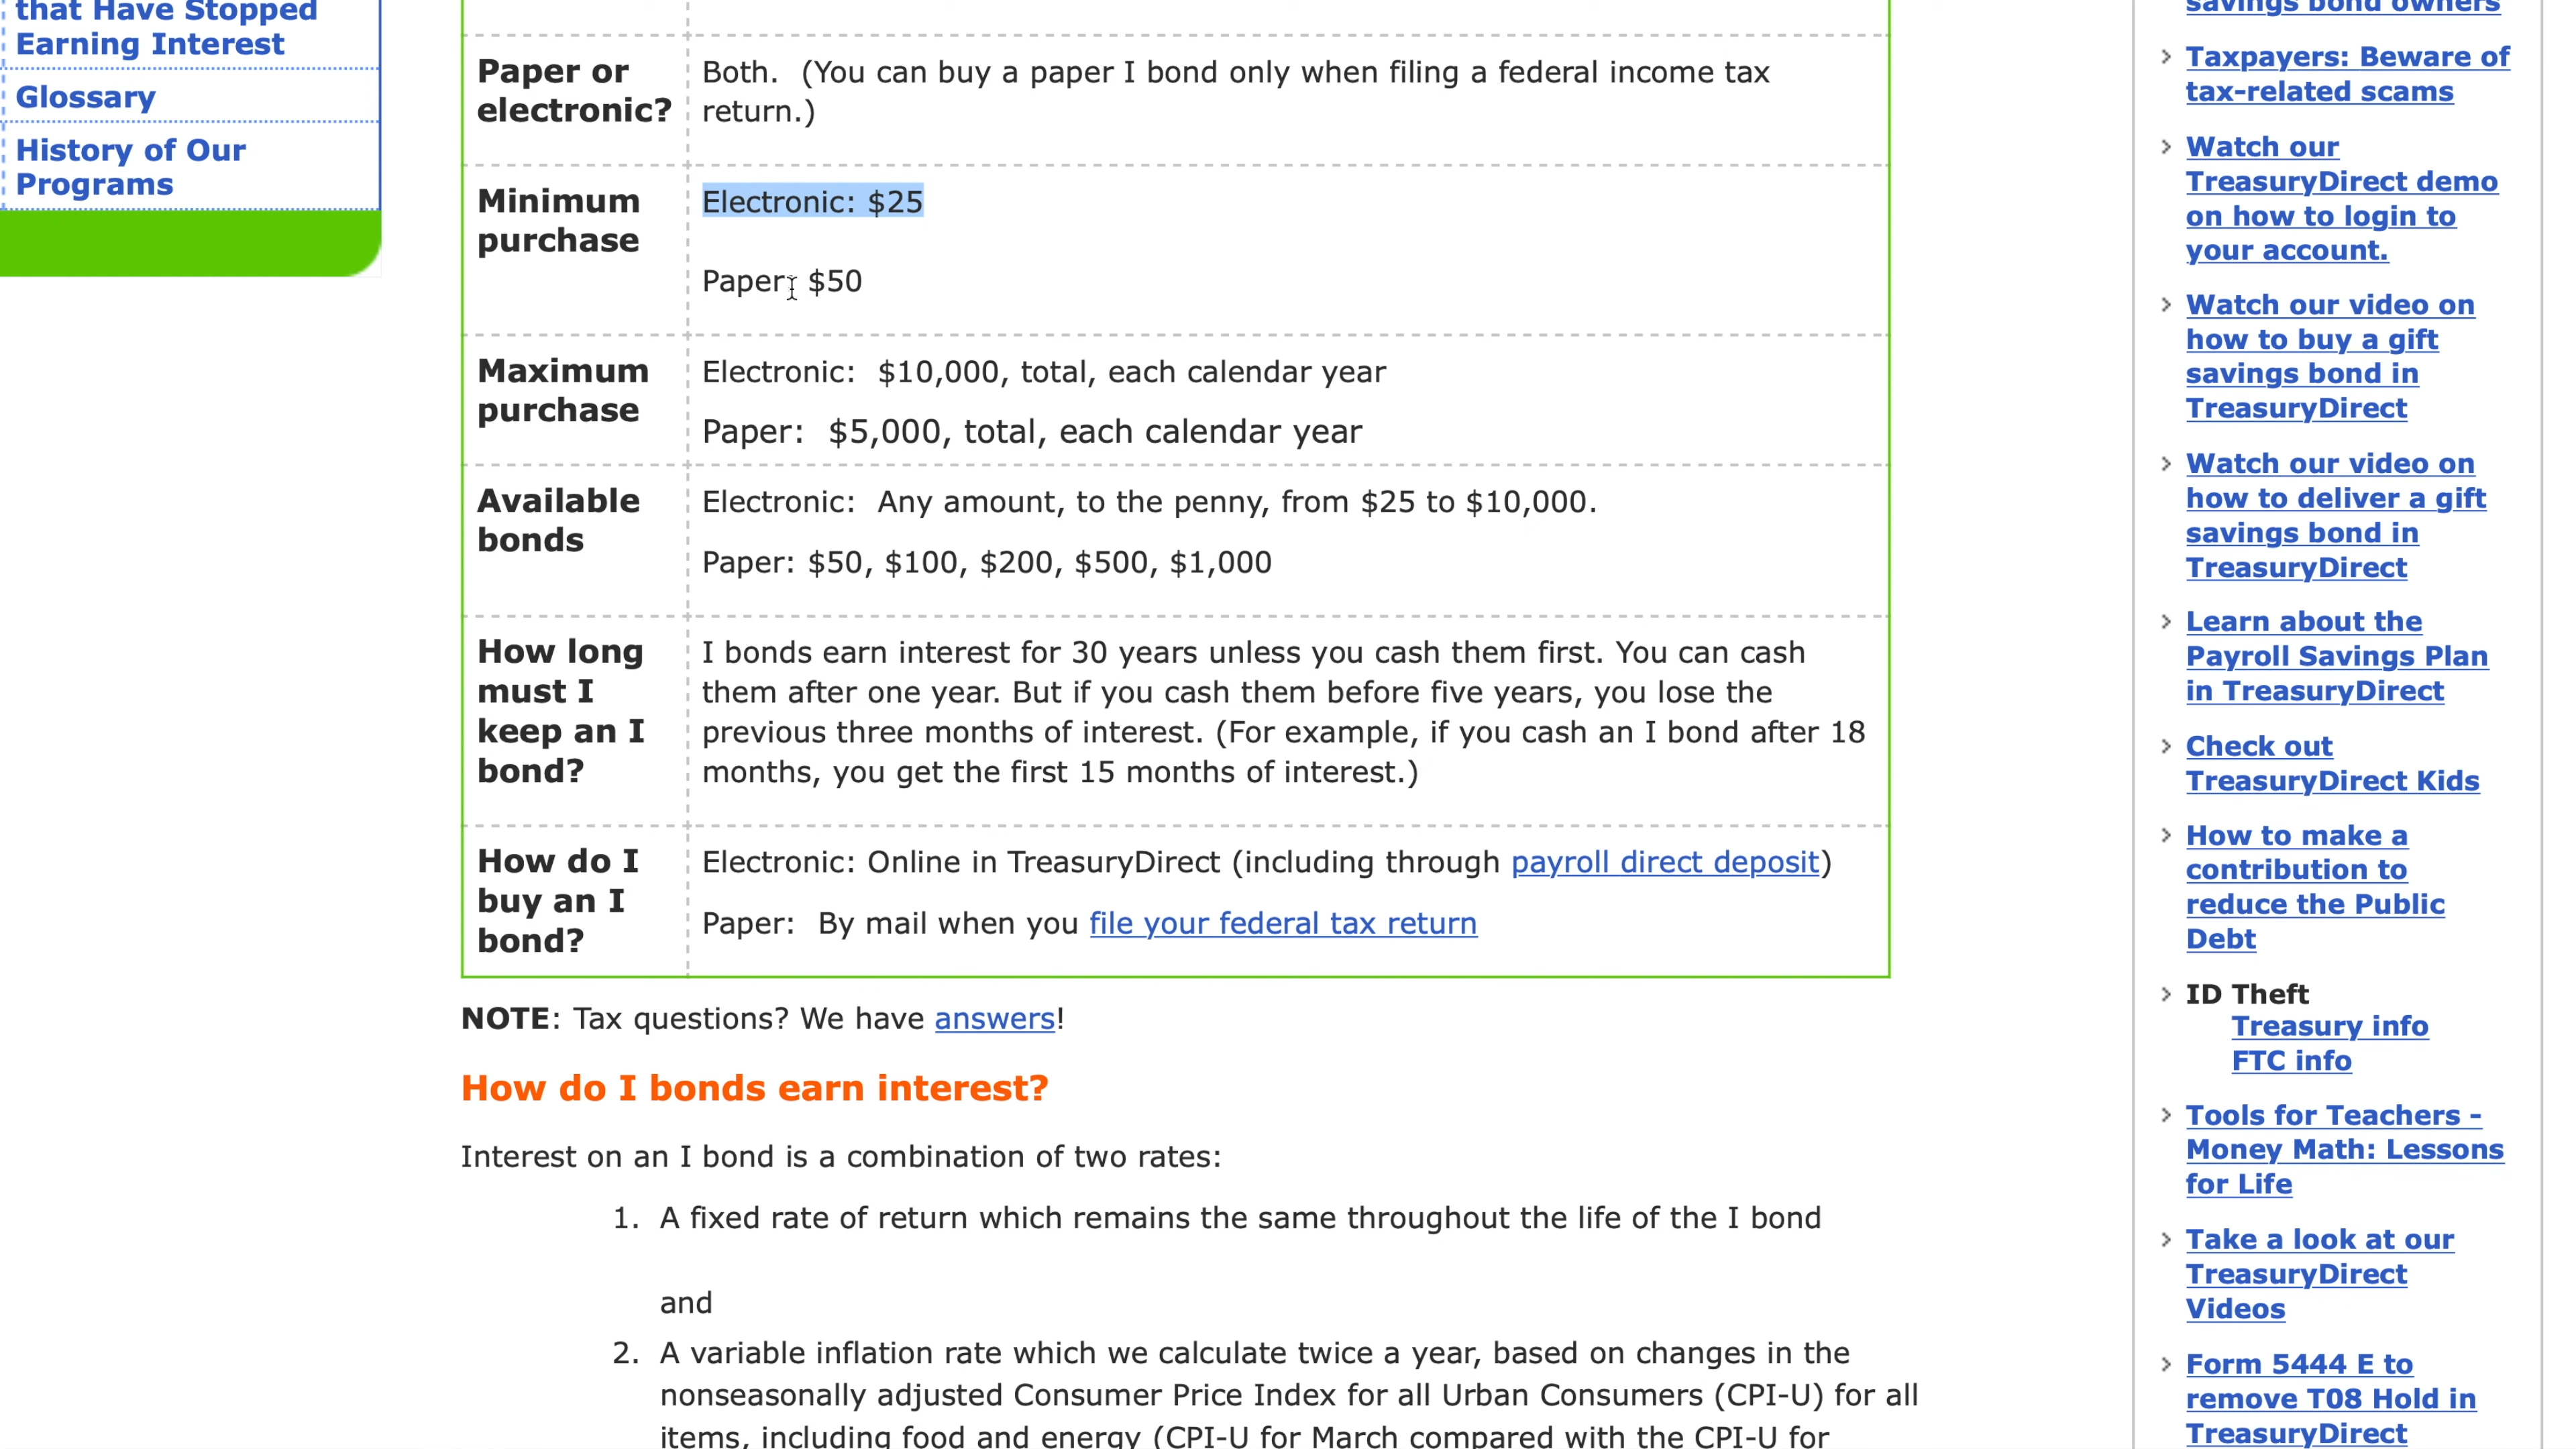 that Have Stopped
Earning Interest
Glossary
History of Our
Programs
Paper or
electronic?
Both. (You can buy a paper I bond only when filing a federal income tax
return.)
Minimum
purchase
Electronic: $25
Paper: $50
Maximum
purchase
Electronic: $10,000, total, each calendar year
Paper: $5,000, total, each calendar year
Available
bonds
Electronic: Any amount, to the penny, from $25 to $10,000.
Paper: $50, $100, $200, $500, $1,000
How long
must I
keep an I
bond?
I bonds earn interest for 30 years unless you cash them first. You can cash
them after one year. But if you cash them before five years, you lose the
previous three months of interest. (For example, if you cash an I bond after 18
months, you get the first 15 months of interest.)
How do I
buy an I
bond?
Electronic: Online in TreasuryDirect (including through payroll direct deposit)
Paper: By mail when you file your federal tax return
NOTE: Tax questions? We have answers!
How do I bonds earn interest?
Interest on an I bond is a combination of two rates:
1. A fixed rate of return which remains the same throughout the life of the I bond
and
2. A variable inflation rate which we calculate twice a year, based on changes in the
nonseasonally adjusted Consumer Price Index for all Urban Consumers (CPI-U) for all
items, including food and energy (CPI-U for March compared with the CPI-U for
savings bond owners
Taxpayers: Beware of
tax-related scams
Watch our
TreasuryDirect demo
on how to login to
your account.
Watch our video on
how to buy a gift
savings bond in
TreasuryDirect
Watch our video on
how to deliver a gift
savings bond in
TreasuryDirect
Learn about the
Payroll Savings Plan
in TreasuryDirect
Check out
TreasuryDirect Kids
How to make a
contribution to
reduce the Public
Debt
ID Theft
Treasury info
FTC info
Tools for Teachers -
Money Math: Lessons
for Life
Take a look at our
TreasuryDirect
Videos
Form 5444 E to
remove T08 Hold in
TreasuryDirect